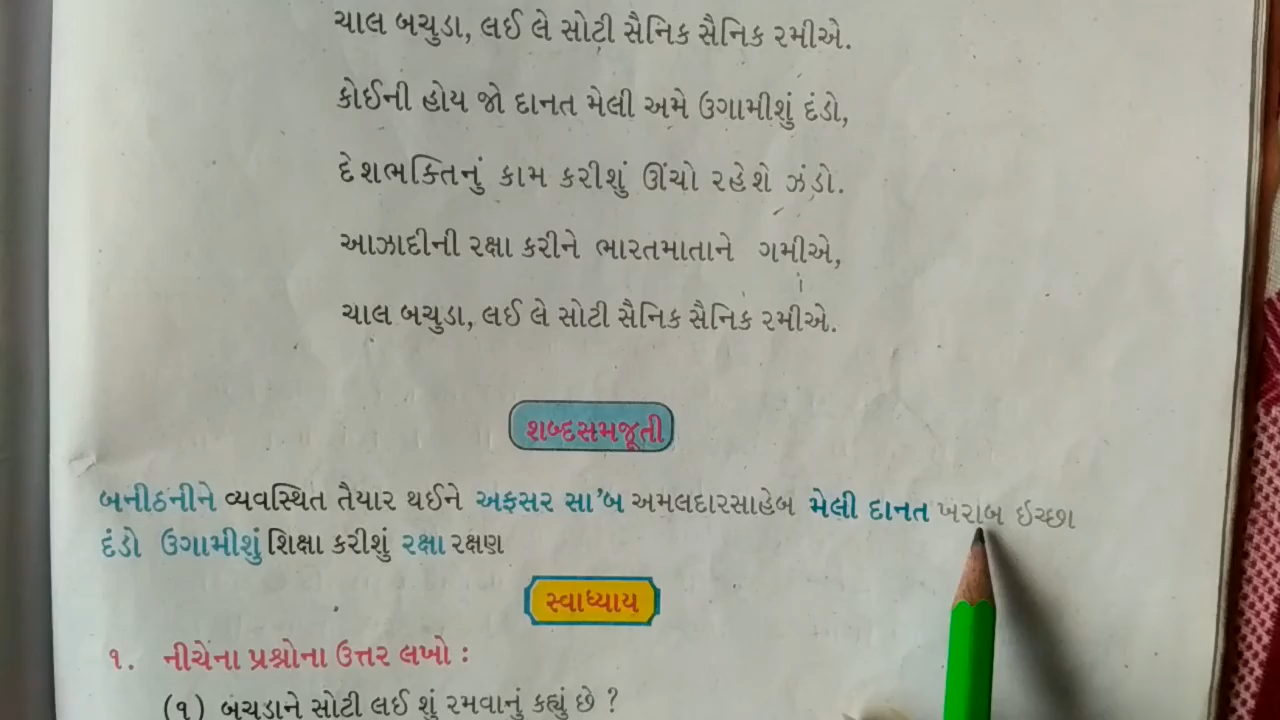 ચાલ બચુડા, લઈ લે સોટી સૈનિક સૈનિક રમીએ.
કોઈની હોય જો દાનત મેલી અમે ઉગામીશું દંડો,
દેશભક્તિનું કામ કરીશું ઊંચો રહેશે ઝંડો.
આઝાદીની રક્ષા કરીને ભારતમાતાને ગમીએ,
ચાલ બચુડા, લઈ લે સોટી સૈનિક સૈનિક રમીએ.
શબ્દસમજૂતી
બનીઠનીને વ્યવસ્થિત તૈયાર થઈને અફસર સા'બ અમલદારસાહેબ મેલી દાનત ખરાબ ઈચ્છા
દંડો ઉગામીશું શિક્ષા કરીશું રક્ષા રક્ષણ
સ્વાધ્યાય
૧. નીચેના પ્રશ્નોના ઉત્તર લખો :
(૧) બચુડાને સોટી લઈ શું રમવાનું કહ્યું છે ?